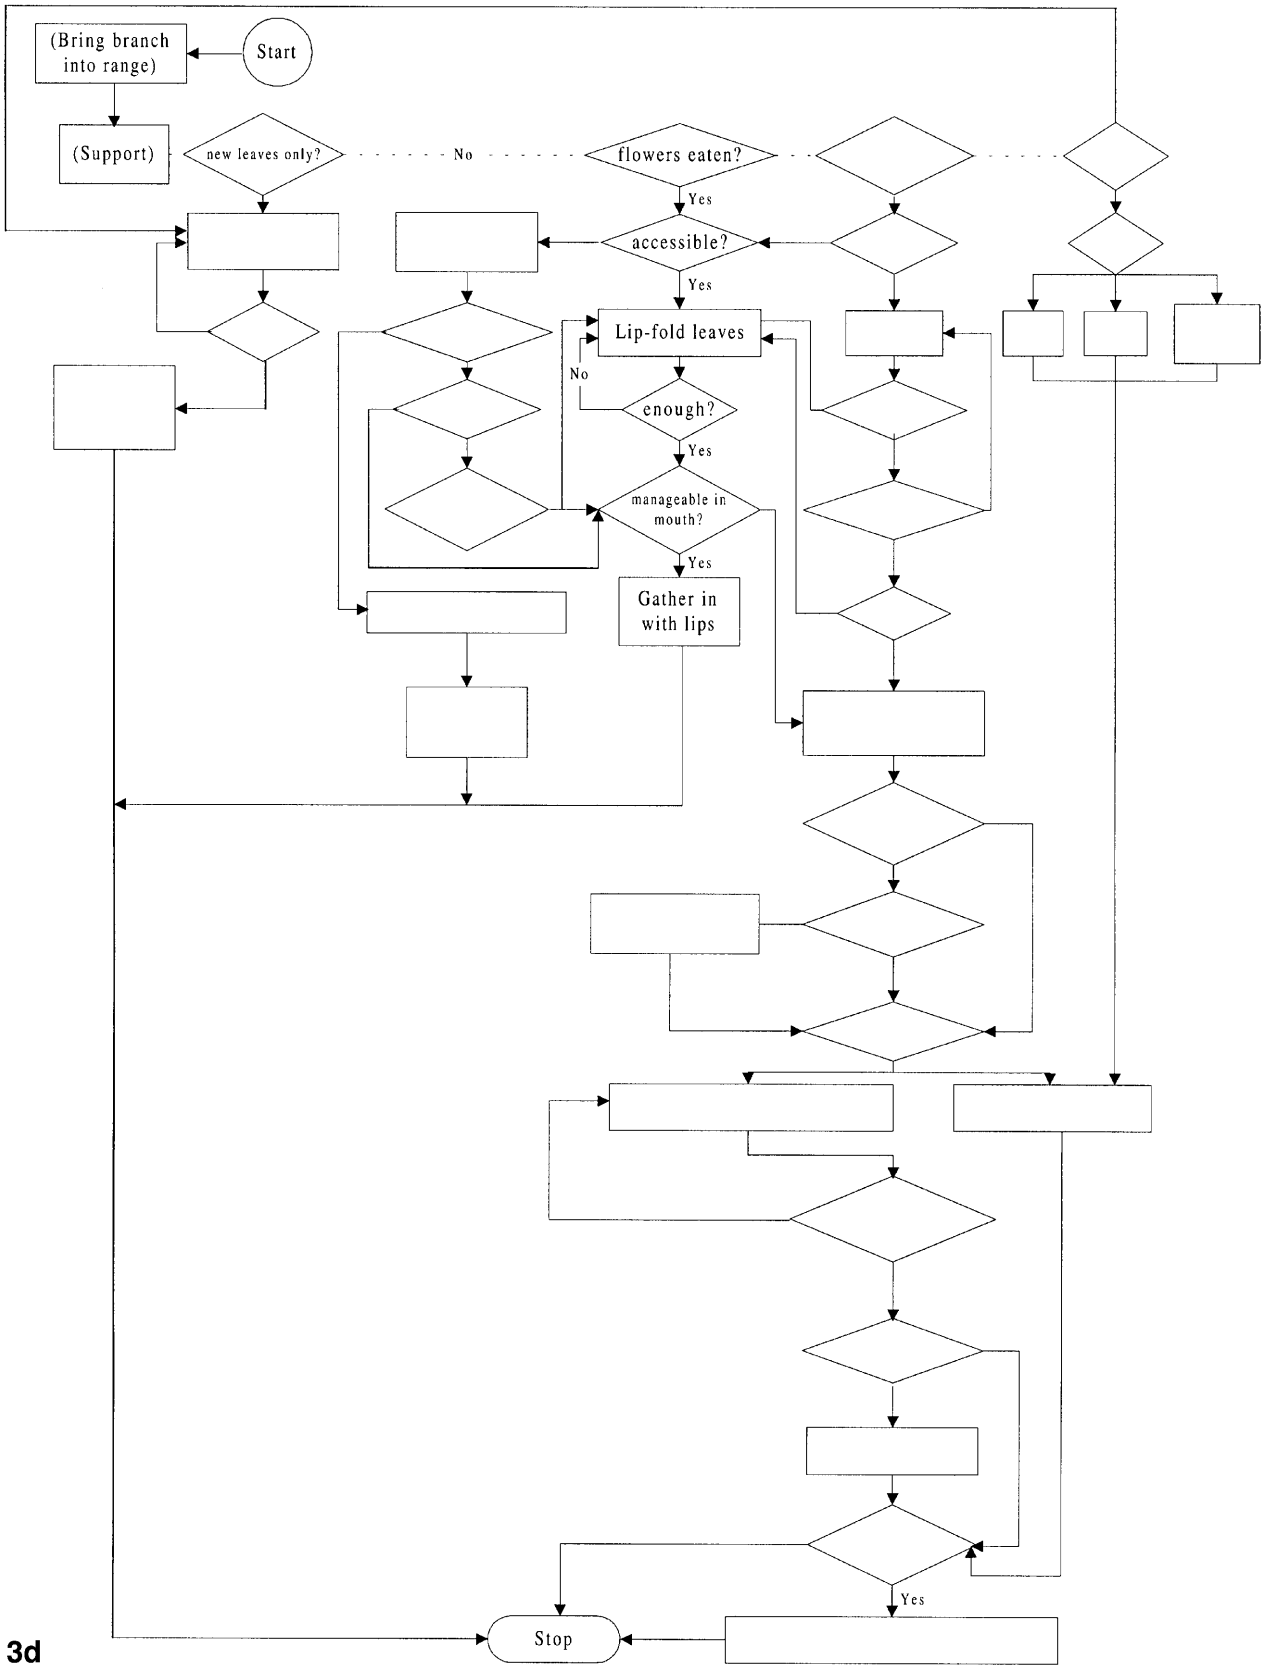 (Bring branch
into range)
Start
(Support)
new leaves only?
No
flowers eaten?
Yes
accessible?
Yes
Lip-fold leaves
No
enough?
Yes
manageable in
mouth?
Yes
Gather in
with lips
Yes
Stop
3d